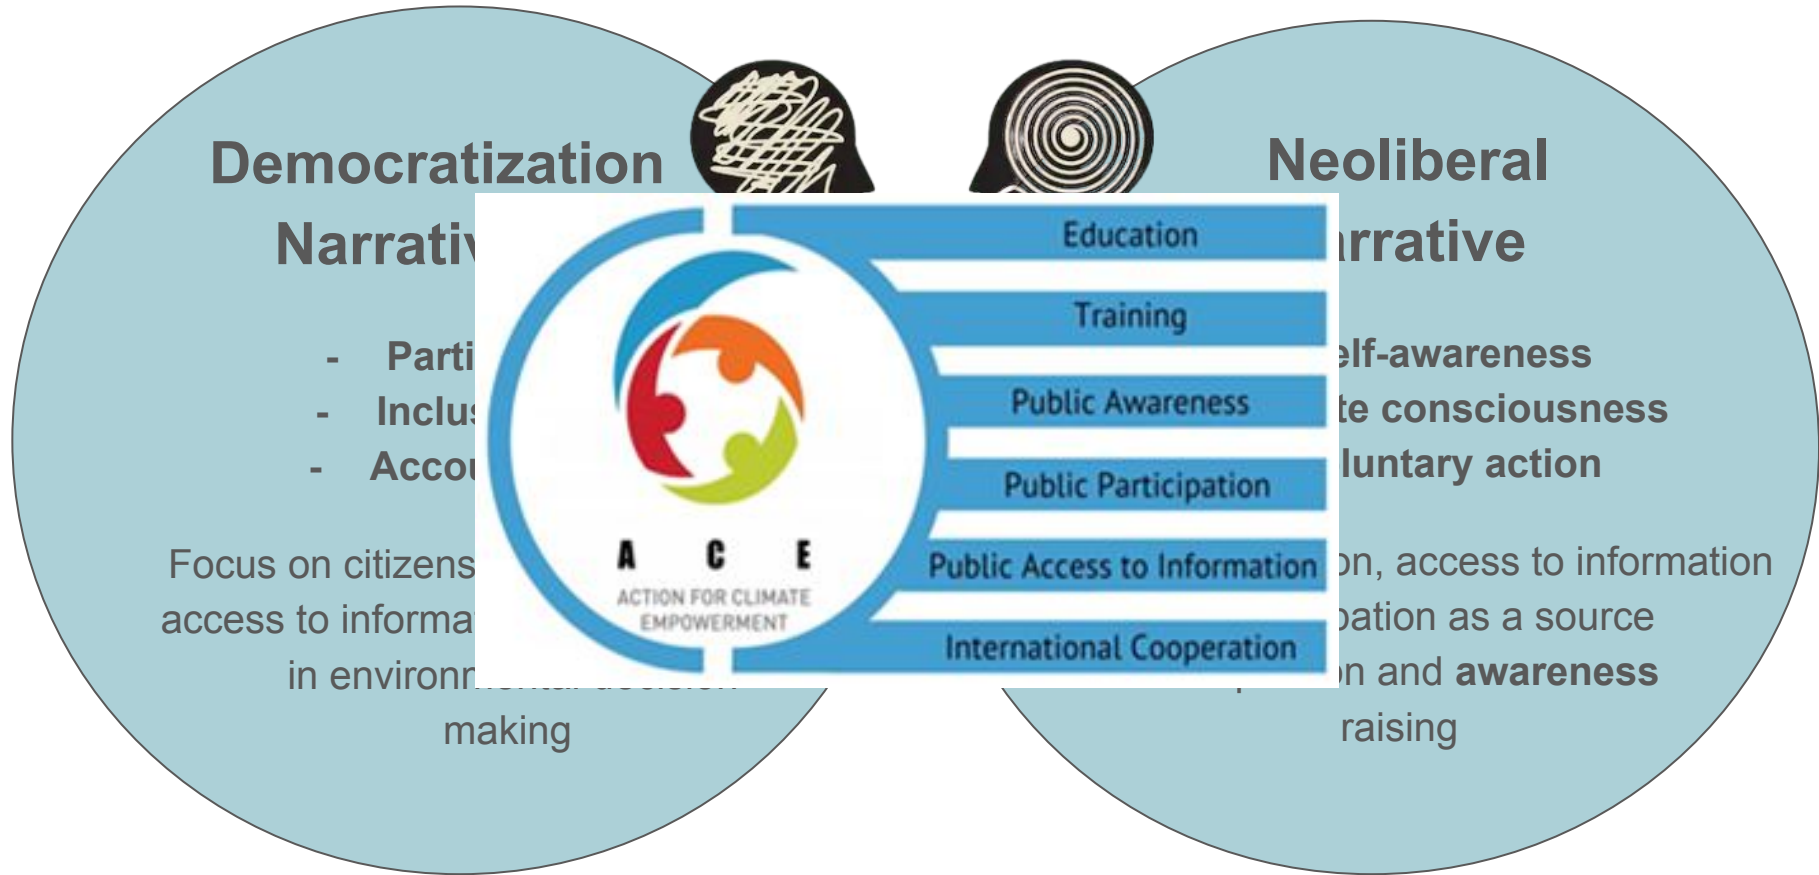 Democratization
Narrativ
- Parti
- Inclus
- Accou
Focus on citizens
access to informa
in environmental decision
making
A C E
ACTION FOR CLIMATE
EMPOWERMENT
Education
Training
Public Awareness
Public Participation
Public Access to Information
International Cooperation
Neoliberal
rrative
elf-awareness
te consciousness
luntary action
on, access to information
pation as a source
on and awareness
raising